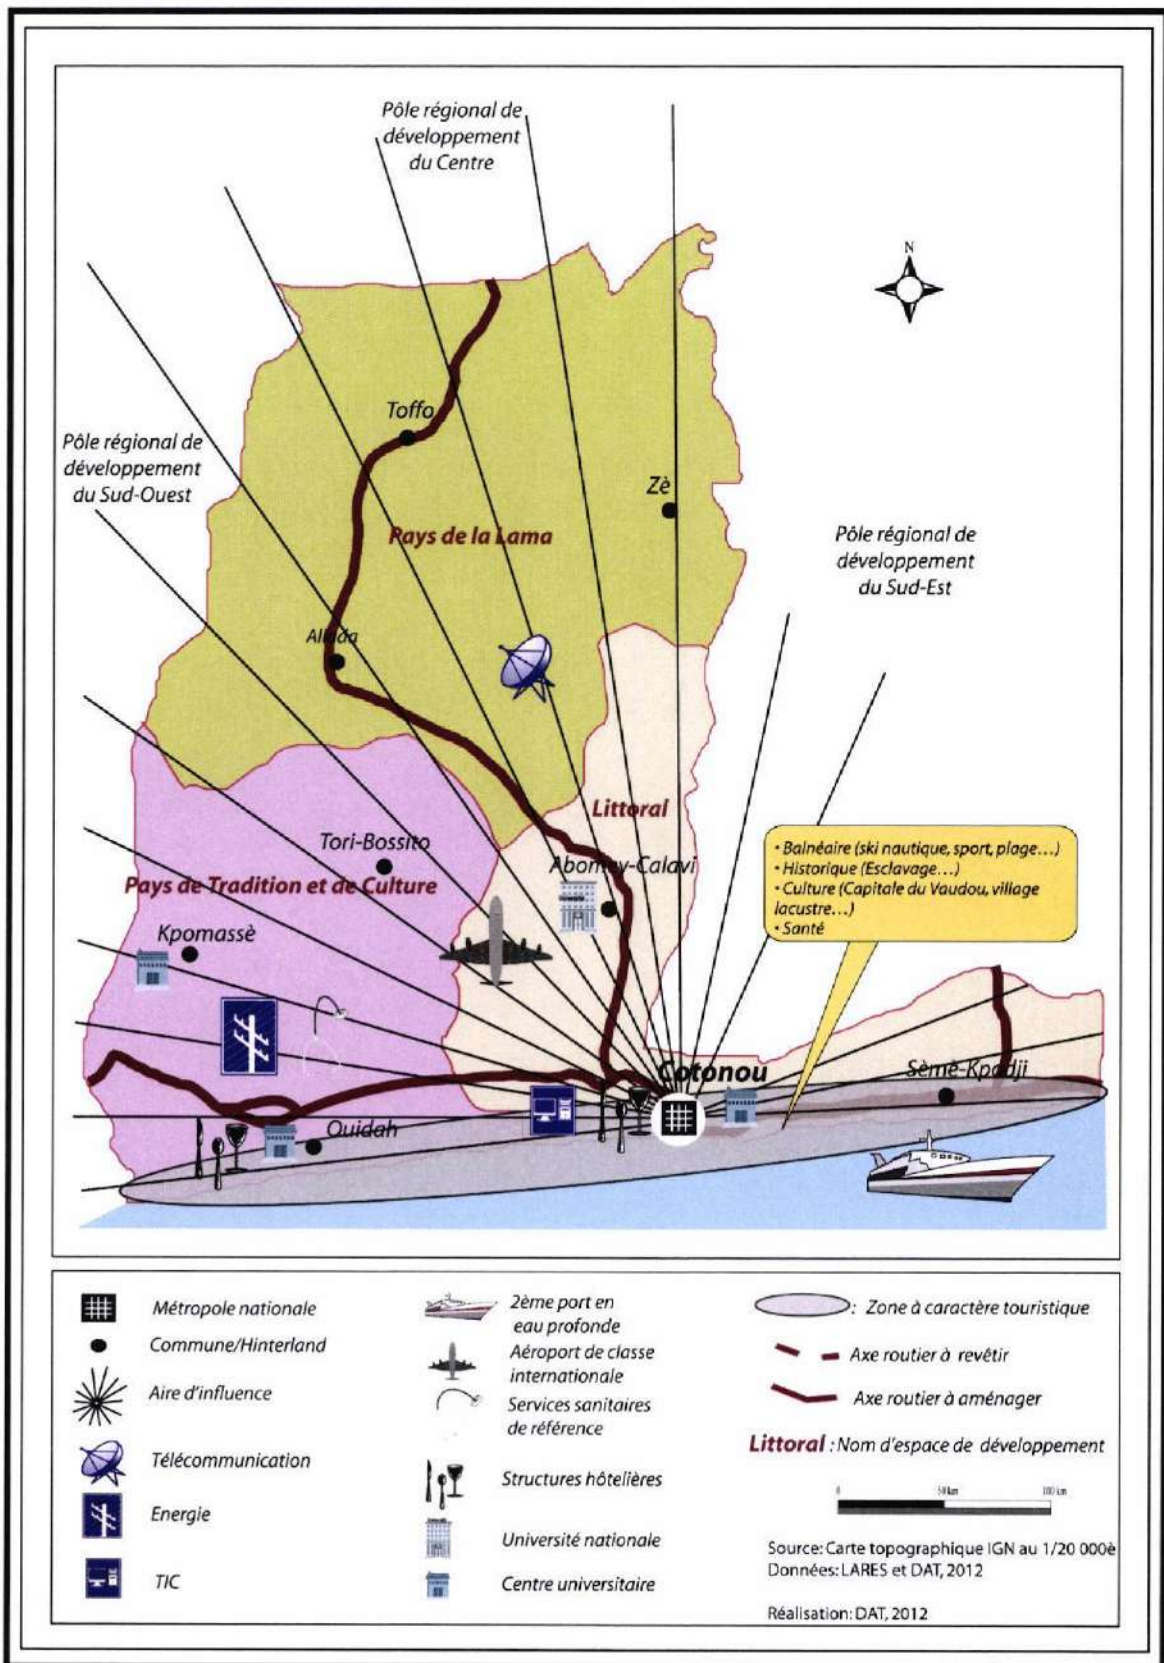 Pôle régional de
développement
du Centre
N
Toffo
Pôle régional de
développement
du Sud-Ouest
Zè
Pays de la Lama
Pôle régional de
développement
du Sud-Est
Allada
Littoral
Tori-Bossito
Abomey-Calavi
• Balnéaire (ski nautique, sport, plage…)
• Historique (Esclavage…)
• Culture (Capitale du Vaudou, village
lacustre…)
• Santé
Pays de Tradition et de Culture
Kpomassè
Cotonou
Sèmè-Kpodji
Ouidah
Métropole nationale
Commune/Hinterland
Aire d'influence
Télécommunication
Energie
TIC
2ème port en
eau profonde
Aéroport de classe
internationale
Services sanitaires
de référence
Structures hôtelières
Université nationale
Centre universitaire
: Zone à caractère touristique
Axe routier à revêtir
Axe routier à aménager
Littoral : Nom d'espace de développement
0 50 km 100 km
Source: Carte topographique IGN au 1/20 000è
Données: LARES et DAT, 2012
Réalisation: DAT, 2012